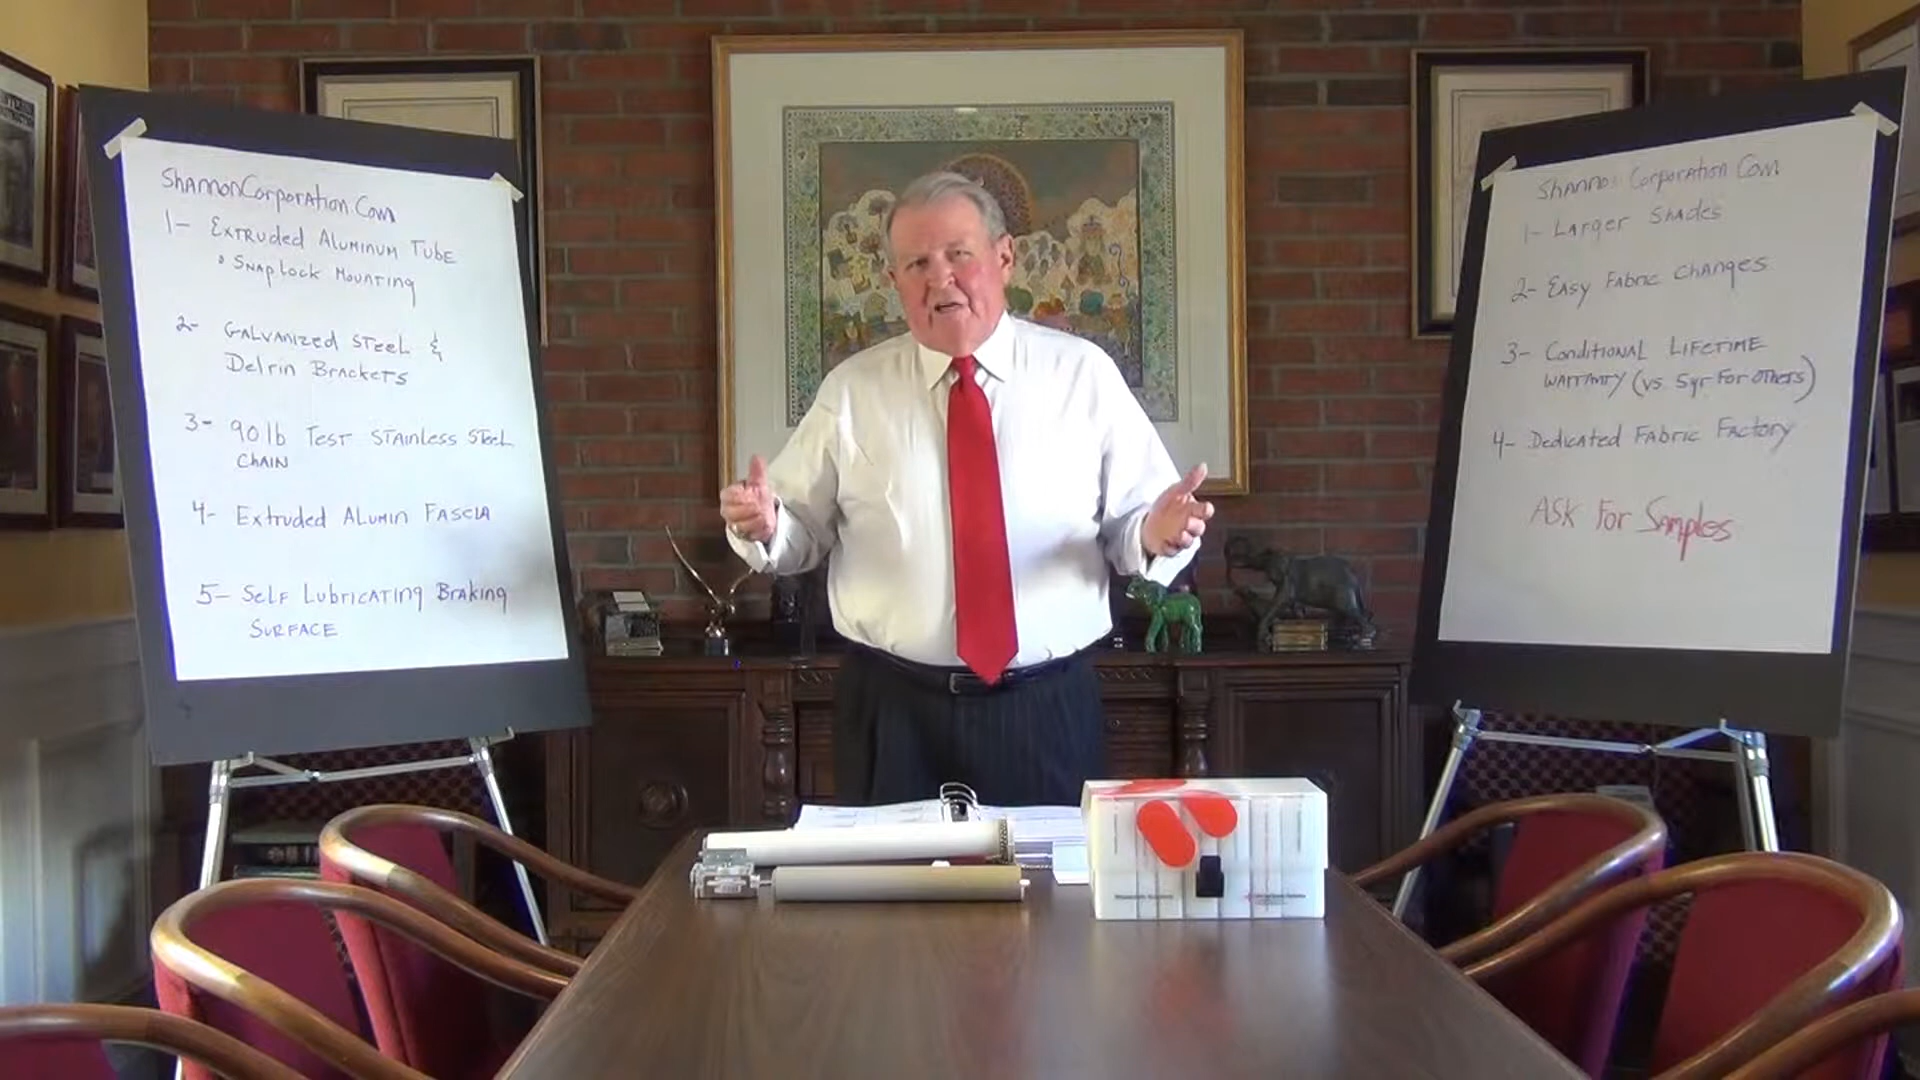 ShannonCorporation.Com
1- Extruded Aluminum Tube
• Snaplock Mounting
2- Galvanized Steel &
Delrin Brackets
3- 90 lb Test Stainless Steel
Chain
4- Extruded Alumin Fascia
5- Self Lubricating Braking
Surface
Shannon Corporation Com
1- Larger Shades
2- Easy Fabric Changes
3- Conditional Lifetime
Warranty (vs. 5yr For Others)
4- Dedicated Fabric Factory
Ask For Samples